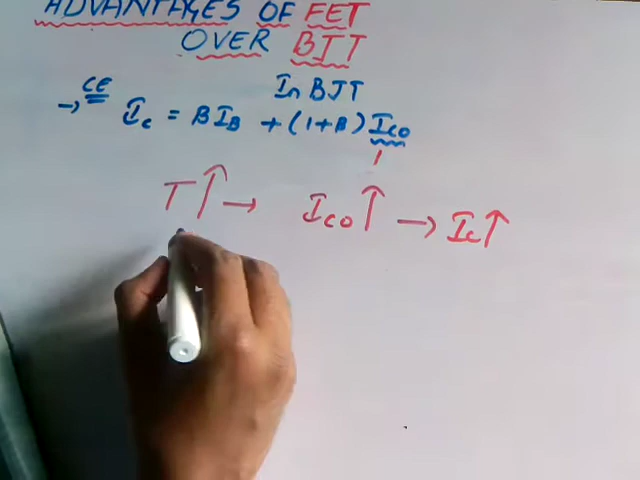 ADVANTAGES OF FET
OVER BJT
In BJT
→ CE Ic = βIB + (1+β) Ico
T↑ → Ico↑ → Ic↑